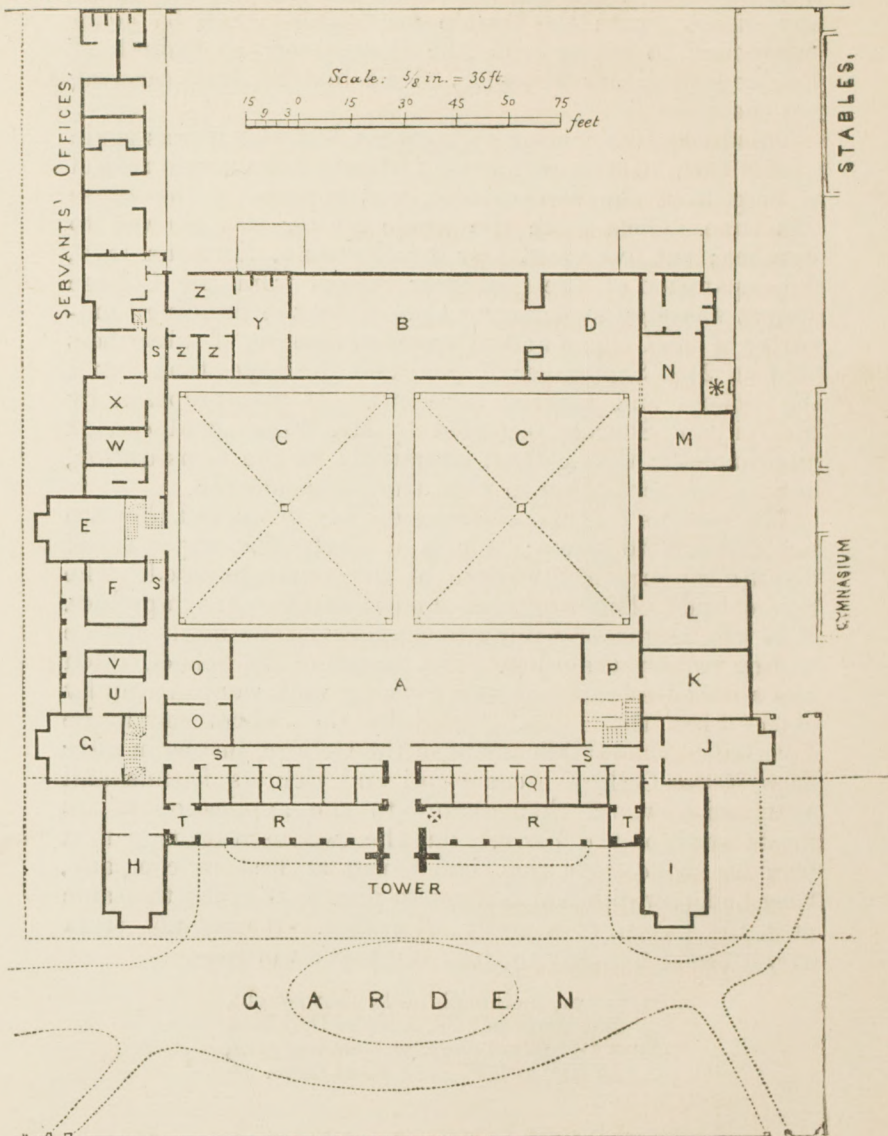 Scale: 5/8 in. = 36 ft.
15 9 3 0 15 30 45 50 75
feet
SERVANTS' OFFICES.
STABLES.
Z
Y B D
S Z Z
N
X
C C
M
W
E
GYMNASIUM
F S
L
V O P
A K
U
O
G J
S S
Q Q
T R R T
H I
TOWER
GARDEN